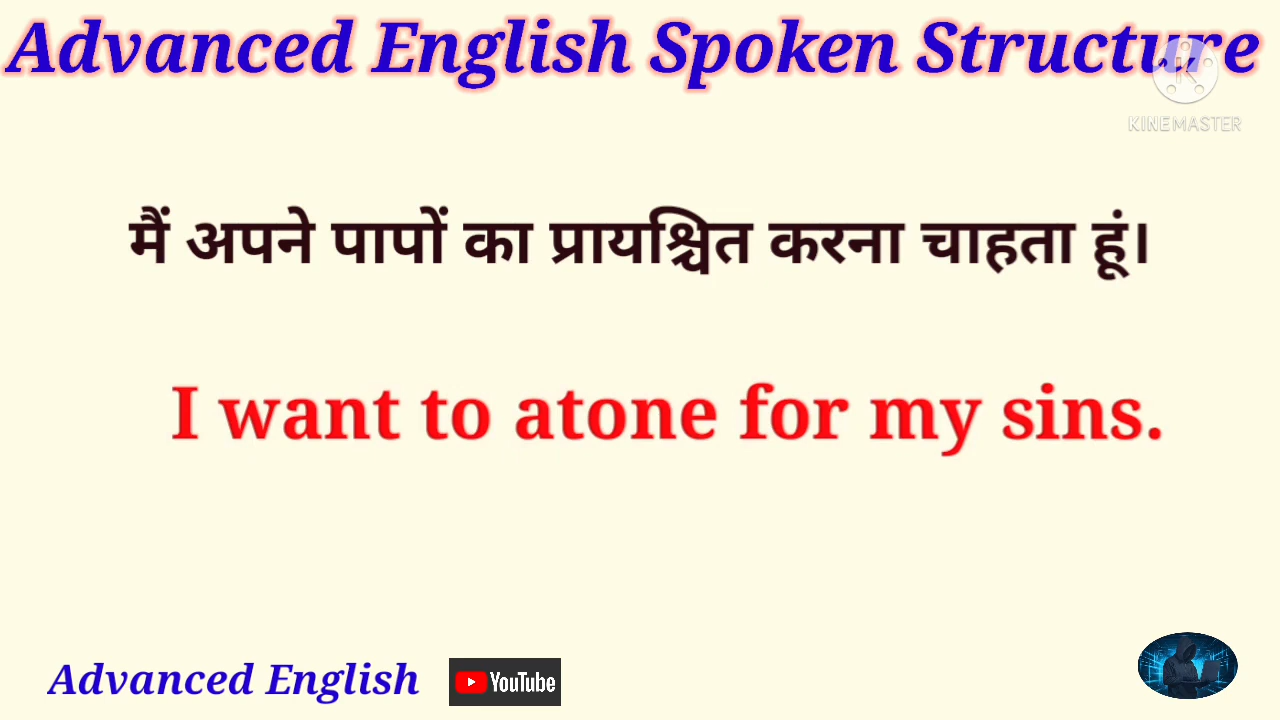 Advanced English Spoken Structure
KINEMASTER
मैं अपने पापों का प्रायश्चित करना चाहता हूं।
I want to atone for my sins.
Advanced English
YouTube